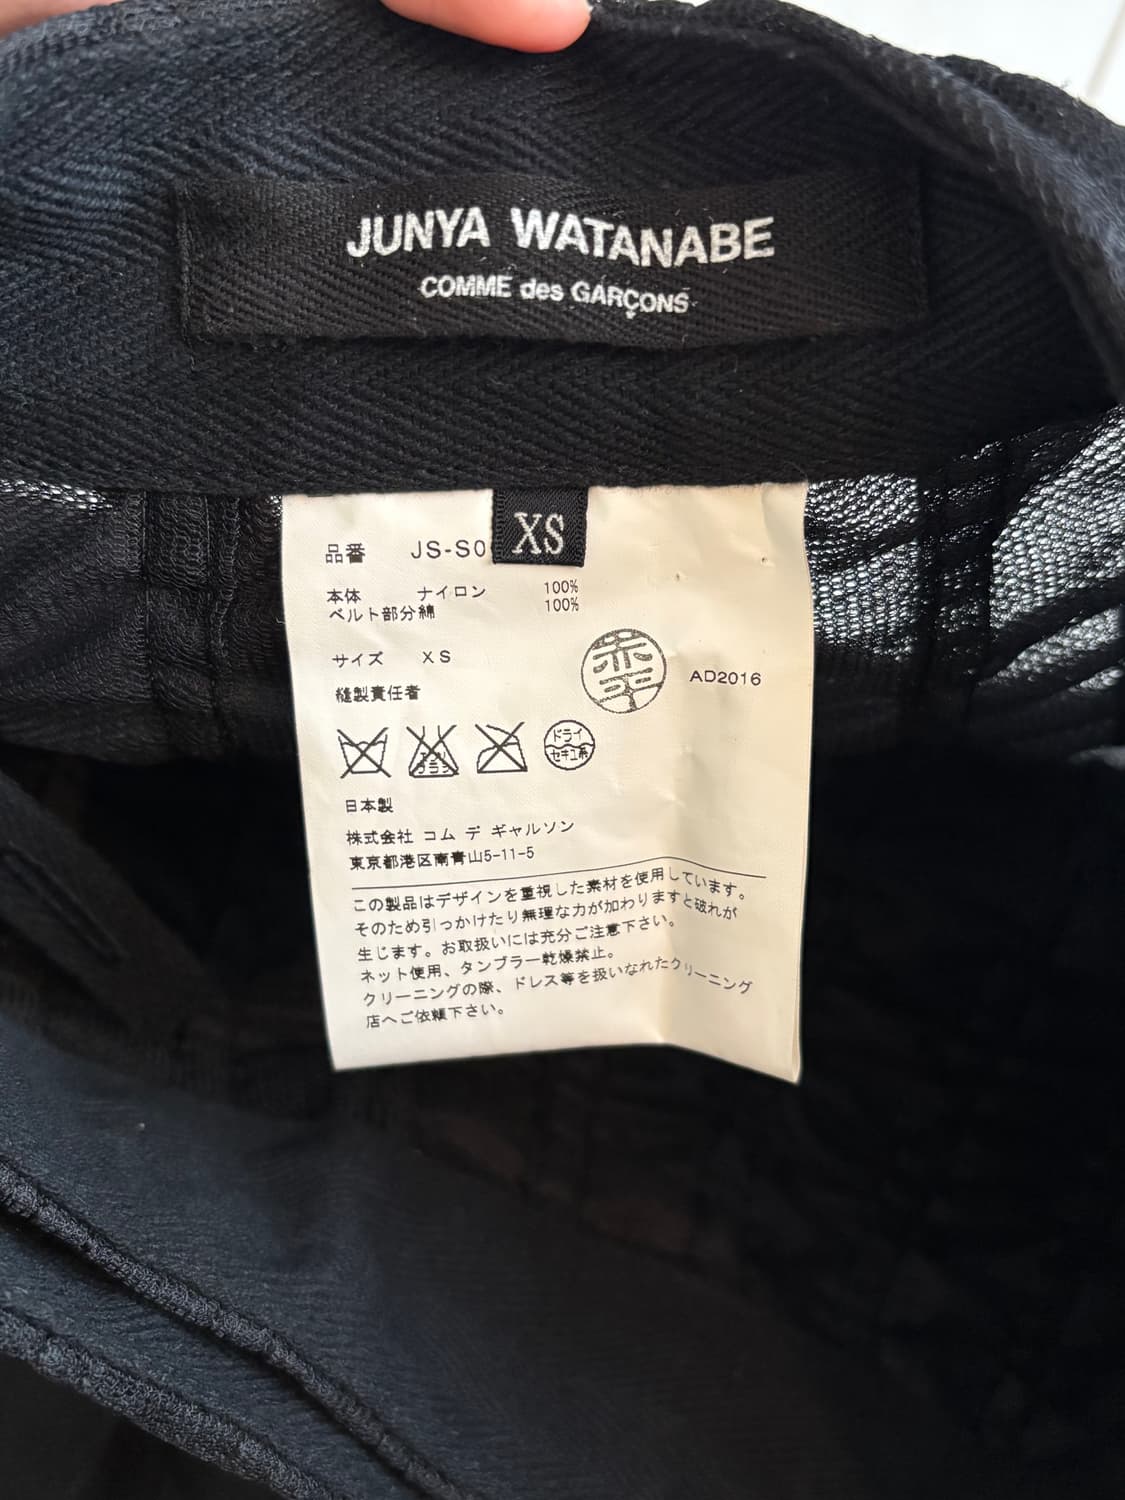 JUNYA WATANABE
COMME des GARÇONS
XS
品番 JS-S0
本体 ナイロン 100%
ベルト部分綿 100%
サイズ XS
縫製責任者
AD2016
ドライ
セキユ系
日本製
株式会社 コム デ ギャルソン
東京都港区南青山5-11-5
この製品はデザインを重視した素材を使用しています。
そのため引っかけたり無理な力が加わりますと破れが
生じます。お取扱いには充分ご注意下さい。
ネット使用、タンブラー乾燥禁止。
クリーニングの際、ドレス等を扱いなれたクリーニング
店へご依頼下さい。